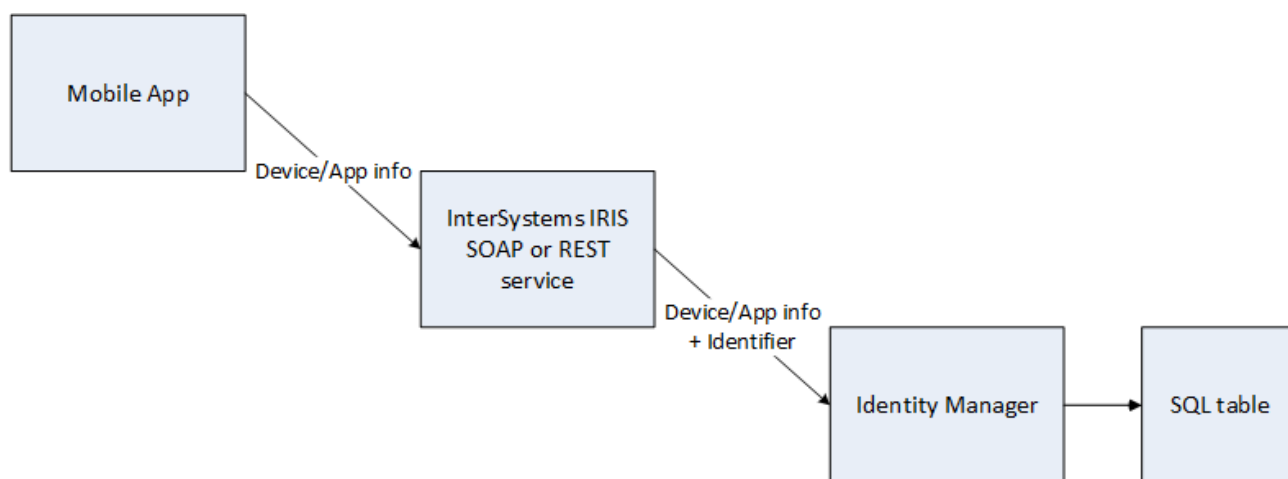 Mobile App
Device/App info
InterSystems IRIS
SOAP or REST
service
Device/App info
+ Identifier
Identity Manager
SQL table